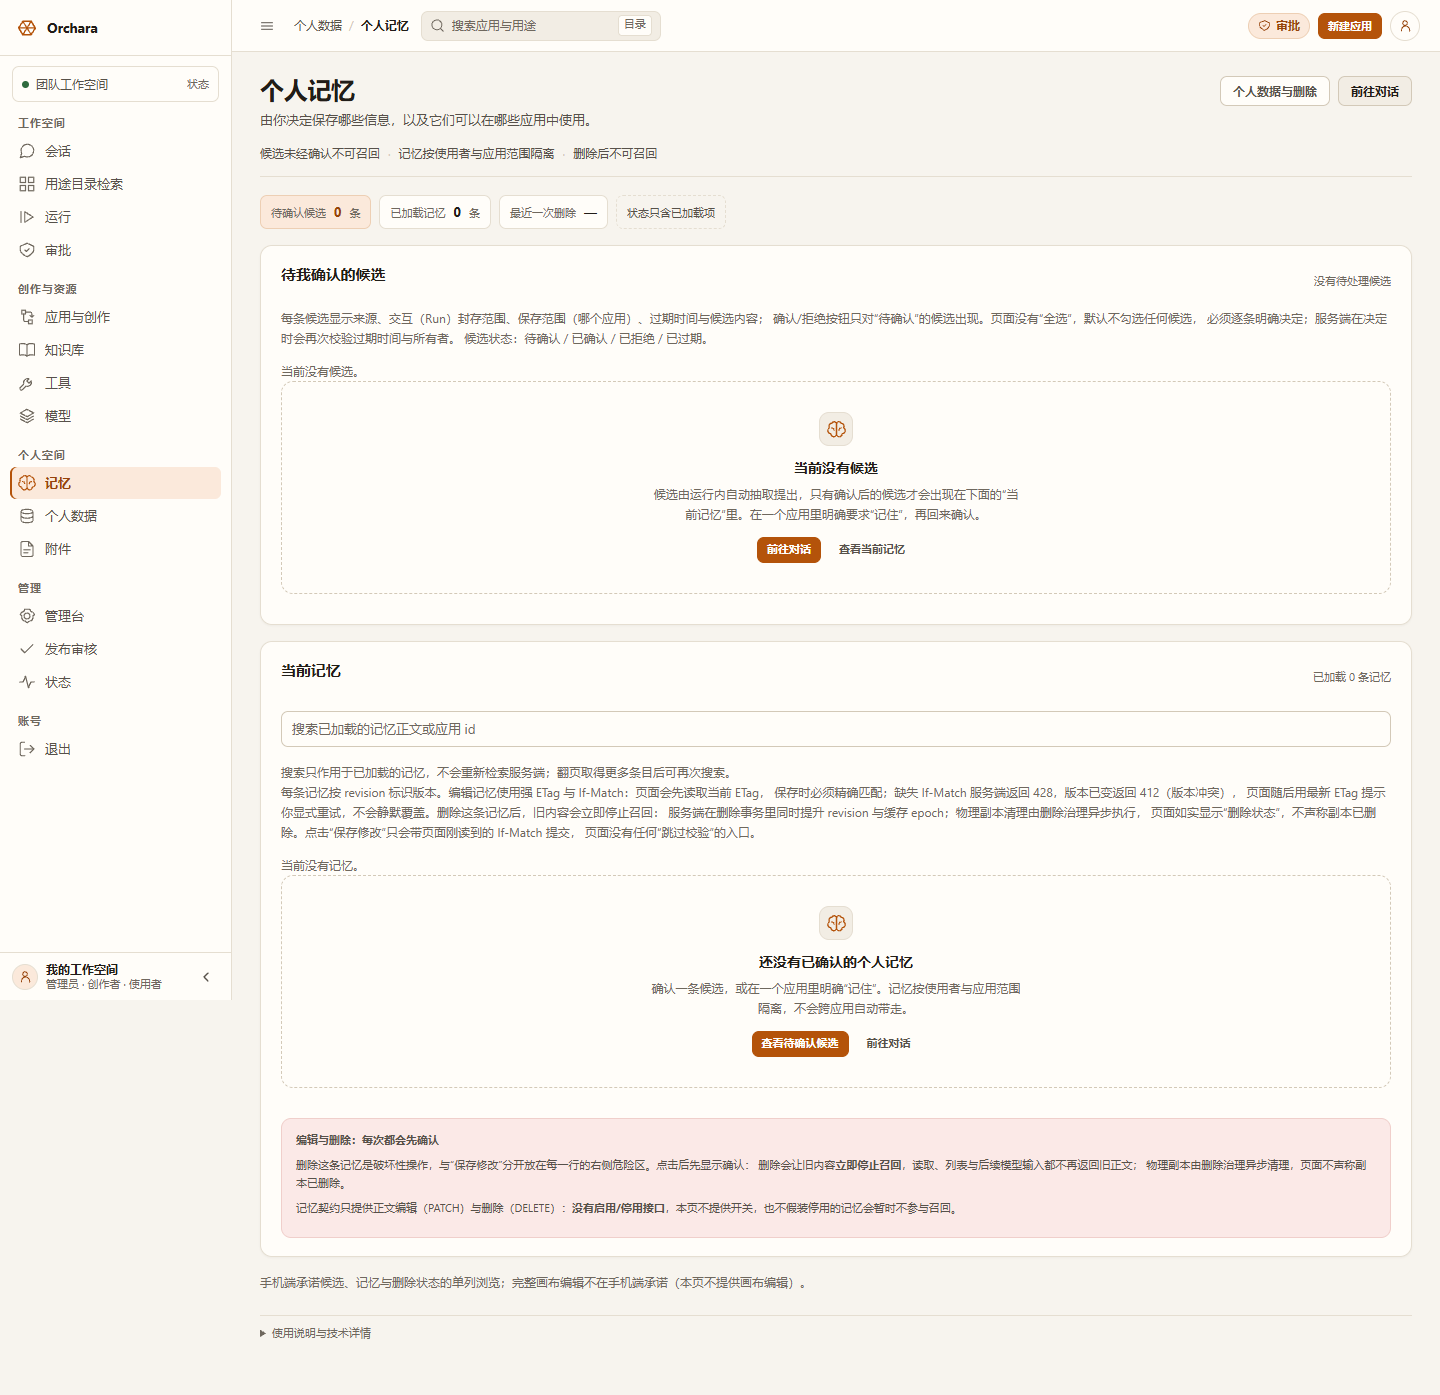 Orchara
团队工作空间 状态
工作空间
会话
用途目录检索
运行
审批
创作与资源
应用与创作
知识库
工具
模型
个人空间
记忆
个人数据
附件
管理
管理台
发布审核
状态
账号
退出
我的工作空间
管理员 · 创作者 · 使用者
个人数据 / 个人记忆 搜索应用与用途 目录 审批 新建应用
个人记忆
个人数据与删除 前往对话
由你决定保存哪些信息，以及它们可以在哪些应用中使用。
候选未经确认不可召回 · 记忆按使用者与应用范围隔离 · 删除后不可召回
待确认候选 0 条 已加载记忆 0 条 最近一次删除 — 状态只含已加载项
待我确认的候选
没有待处理候选
每条候选显示来源、交互（Run）封存范围、保存范围（哪个应用）、过期时间与候选内容； 确认/拒绝按钮只对“待确认”的候选出现。页面没有“全选”，默认不勾选任何候选， 必须逐条明确决定；服务端在决定
时会再次校验过期时间与所有者。 候选状态：待确认 / 已确认 / 已拒绝 / 已过期。
当前没有候选。
当前没有候选
候选由运行内自动抽取提出，只有确认后的候选才会出现在下面的“当
前记忆”里。在一个应用里明确要求“记住”，再回来确认。
前往对话 查看当前记忆
当前记忆
已加载 0 条记忆
搜索已加载的记忆正文或应用 id
搜索只作用于已加载的记忆，不会重新检索服务端；翻页取得更多条目后可再次搜索。
每条记忆按 revision 标识版本。编辑记忆使用强 ETag 与 If-Match：页面会先读取当前 ETag， 保存时必须精确匹配；缺失 If-Match 服务端返回 428，版本已变返回 412（版本冲突）， 页面随后用最新 ETag 提示
你显式重试，不会静默覆盖。删除这条记忆后，旧内容会立即停止召回： 服务端在删除事务里同时提升 revision 与缓存 epoch；物理副本清理由删除治理异步执行， 页面如实显示“删除状态”，不声称副本已删
除。点击“保存修改”只会带页面刚读到的 If-Match 提交， 页面没有任何“跳过校验”的入口。
当前没有记忆。
还没有已确认的个人记忆
确认一条候选，或在一个应用里明确“记住”。记忆按使用者与应用范围
隔离，不会跨应用自动带走。
查看待确认候选 前往对话
编辑与删除：每次都会先确认
删除这条记忆是破坏性操作，与“保存修改”分开放在每一行的右侧危险区。点击后先显示确认： 删除会让旧内容立即停止召回，读取、列表与后续模型输入都不再返回旧正文； 物理副本由删除治理异步清理，页面不声称副
本已删除。
记忆契约只提供正文编辑（PATCH）与删除（DELETE）：没有启用/停用接口，本页不提供开关，也不假装停用的记忆会暂时不参与召回。
手机端承诺候选、记忆与删除状态的单列浏览；完整画布编辑不在手机端承诺（本页不提供画布编辑）。
使用说明与技术详情